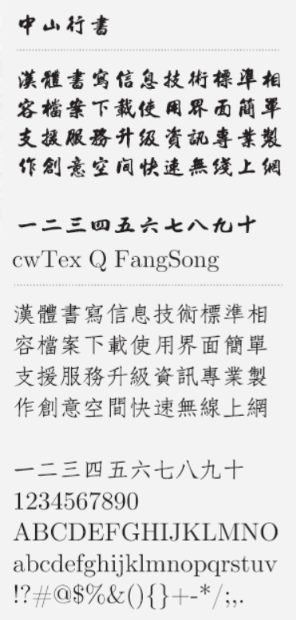 中山行書
漢體書寫信息技術標準相
容檔案下載使用界面簡單
支援服務升級資訊專業製
作創意空间快速無线上網
一二三四五六七八九十
cwTex Q FangSong
漢體書寫信息技術標準相
容檔案下載使用界面簡單
支援服務升級資訊專業製
作創意空間快速無線上網
一二三四五六七八九十
1234567890
ABCDEFGHIJKLMNO
abcdefghijklmnopqrstuv
!?#@$%&(){}+-*/;,.